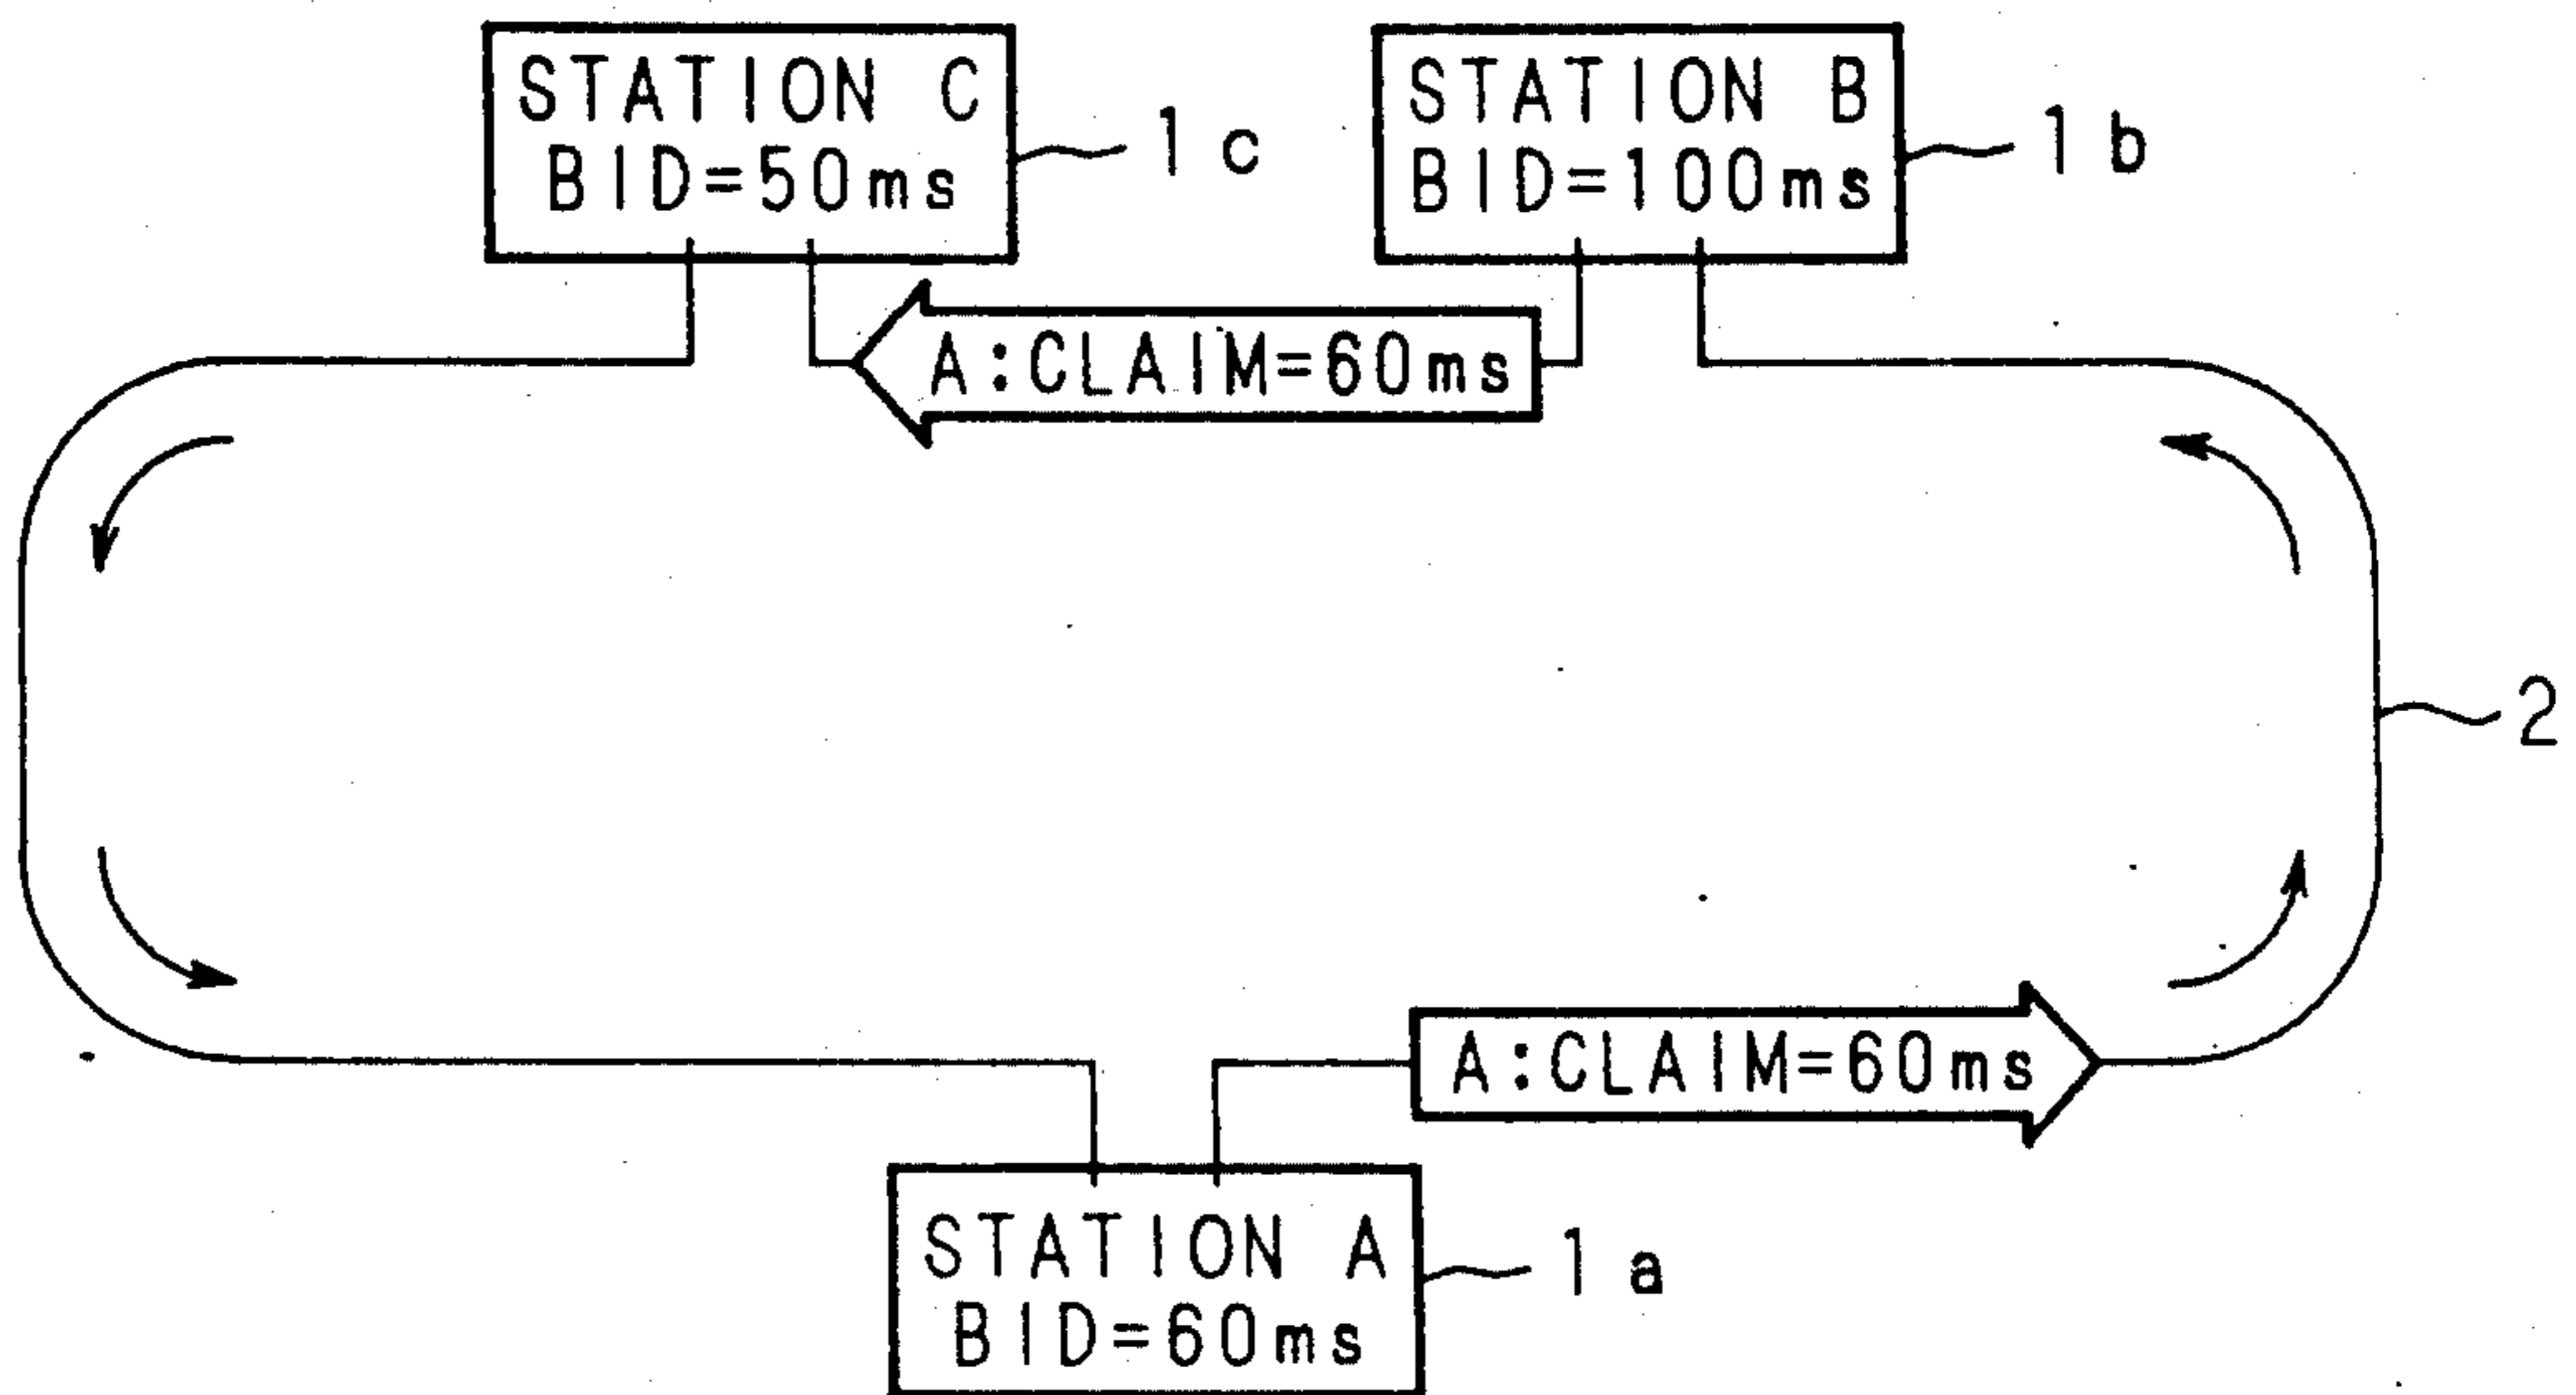 STATION C
BID=50ms
1c
STATION B
BID=100ms
1b
A:CLAIM=60ms
2
A:CLAIM=60ms
STATION A
BID=60ms
1a